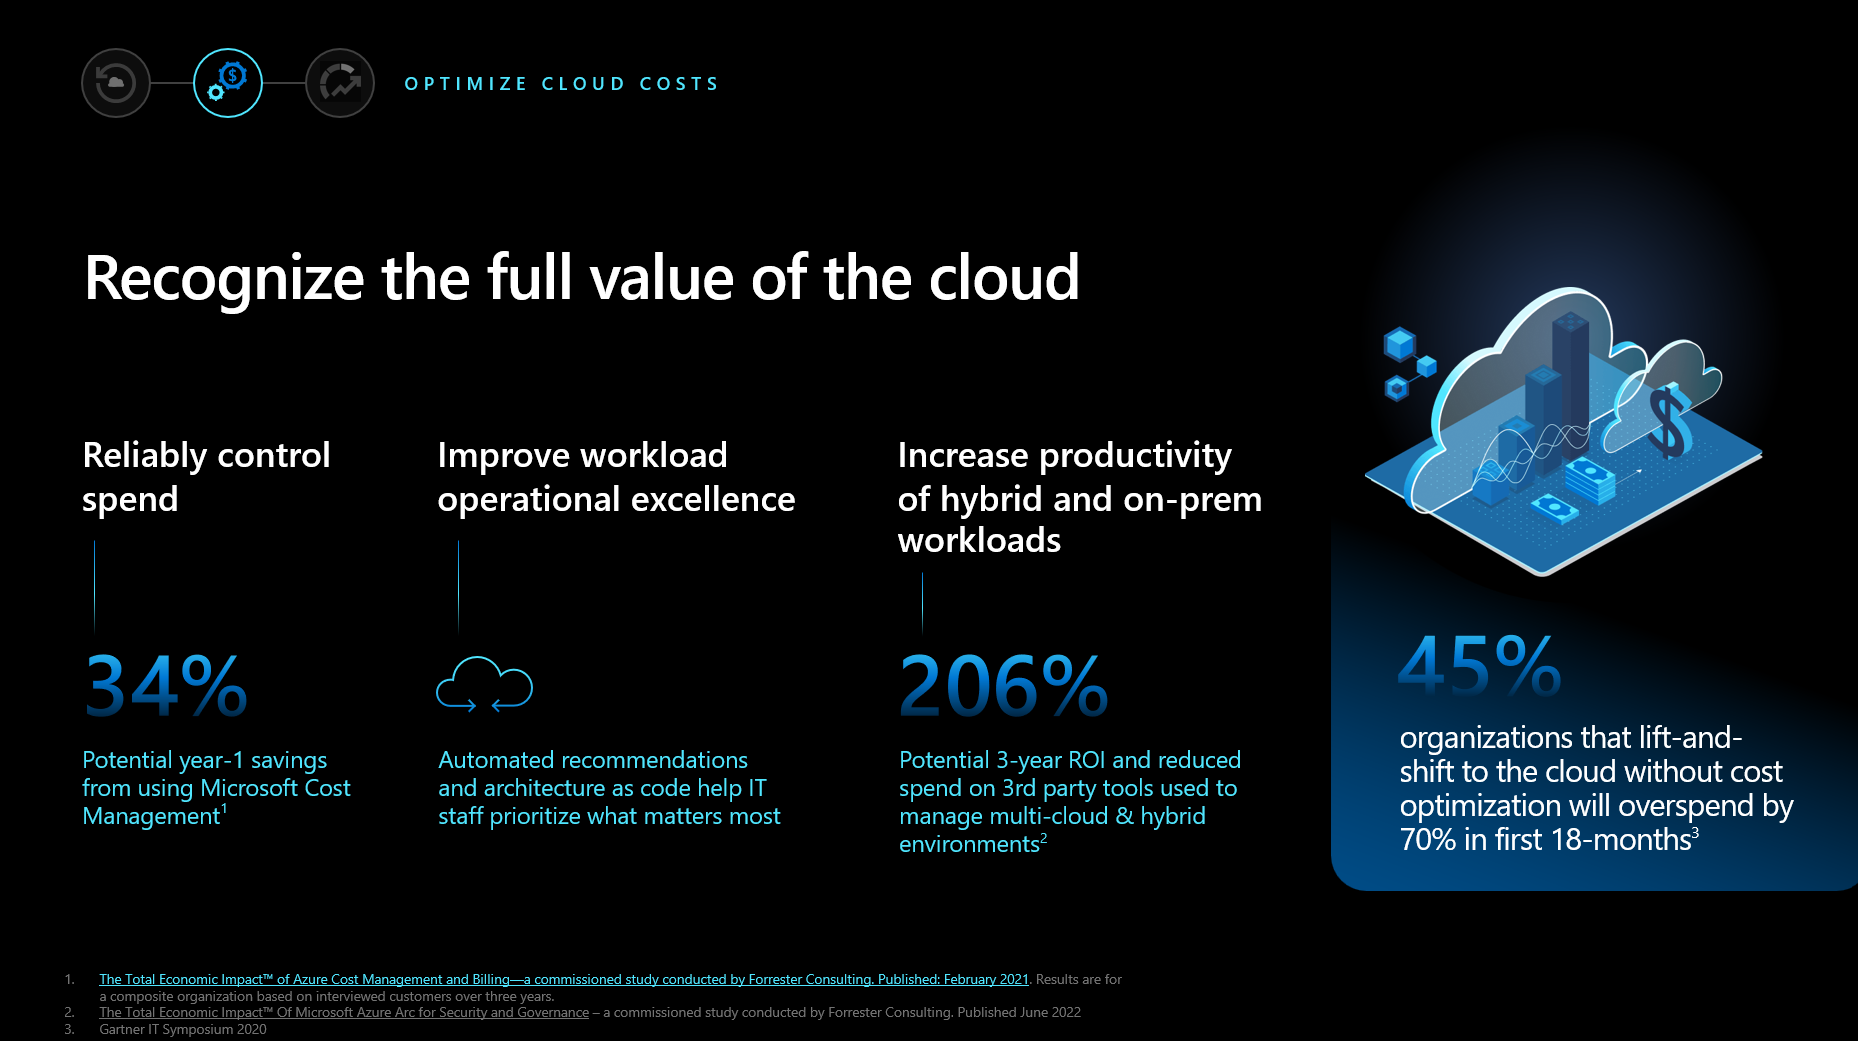 OPTIMIZE CLOUD COSTS
Recognize the full value of the cloud
Reliably control
spend
34%
Potential year-1 savings
from using Microsoft Cost
Management1
Improve workload
operational excellence
Automated recommendations
and architecture as code help IT
staff prioritize what matters most
Increase productivity
of hybrid and on-prem
workloads
206%
Potential 3-year ROI and reduced
spend on 3rd party tools used to
manage multi-cloud & hybrid
environments2
45%
organizations that lift-and-
shift to the cloud without cost
optimization will overspend by
70% in first 18-months3
1. The Total Economic Impact™ of Azure Cost Management and Billing—a commissioned study conducted by Forrester Consulting. Published: February 2021. Results are for
a composite organization based on interviewed customers over three years.
2. The Total Economic Impact™ Of Microsoft Azure Arc for Security and Governance – a commissioned study conducted by Forrester Consulting. Published June 2022
3. Gartner IT Symposium 2020